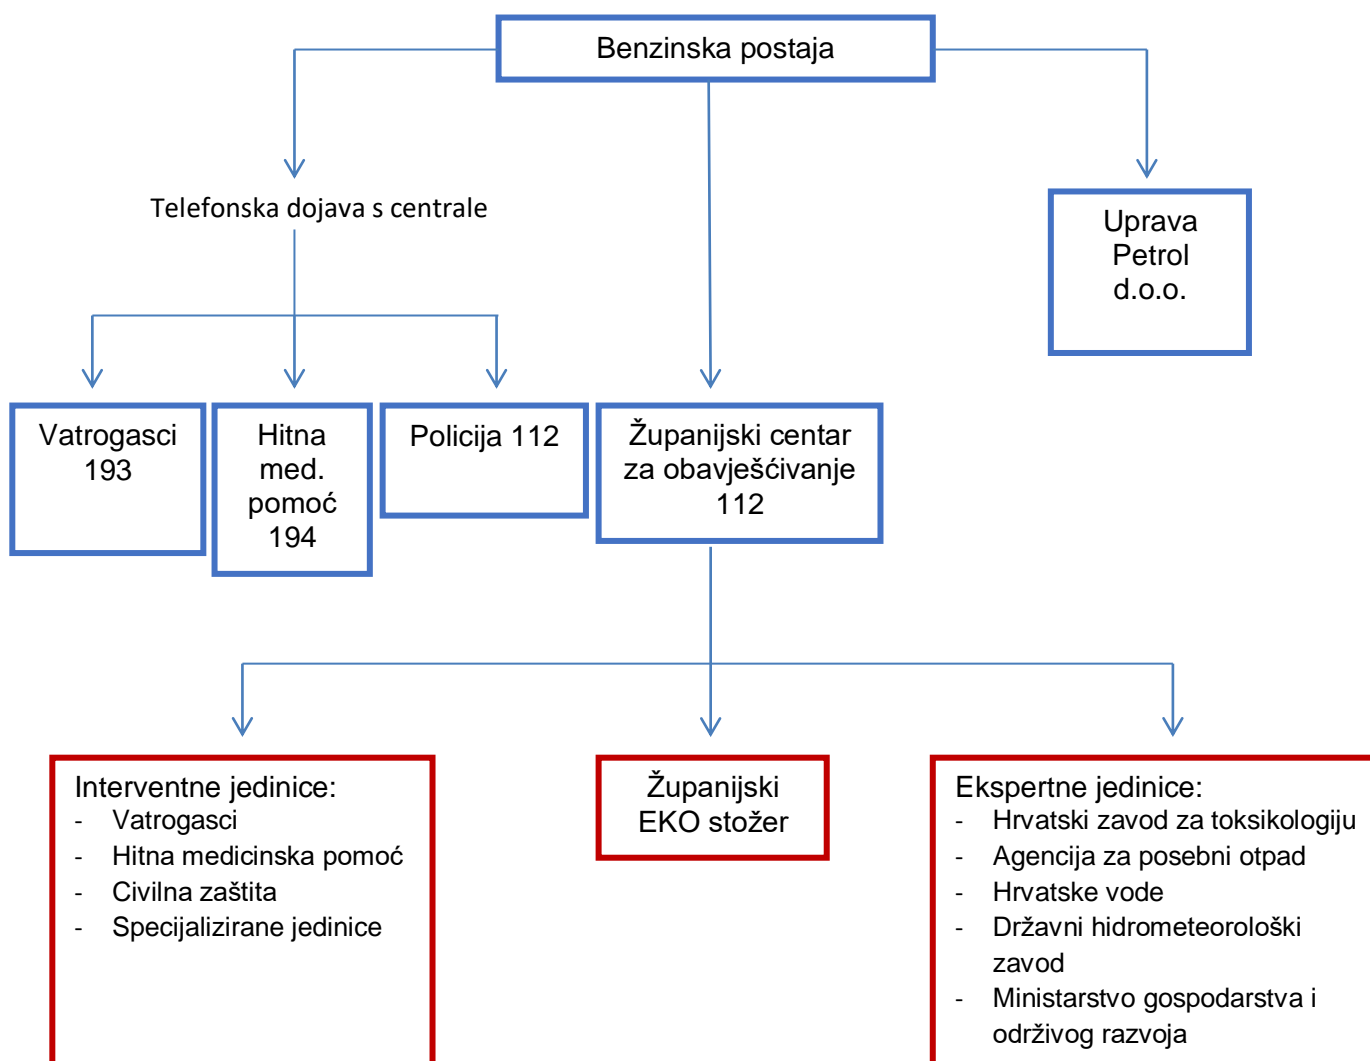 Benzinska postaja
Telefonska dojava s centrale
Uprava
Petrol
d.o.o.
Vatrogasci
193
Hitna
med.
pomoć
194
Policija 112
Županijski centar
za obavješćivanje
112
Interventne jedinice:
- Vatrogasci
- Hitna medicinska pomoć
- Civilna zaštita
- Specijalizirane jedinice
Županijski
EKO stožer
Ekspertne jedinice:
- Hrvatski zavod za toksikologiju
- Agencija za posebni otpad
- Hrvatske vode
- Državni hidrometeorološki
zavod
- Ministarstvo gospodarstva i
održivog razvoja